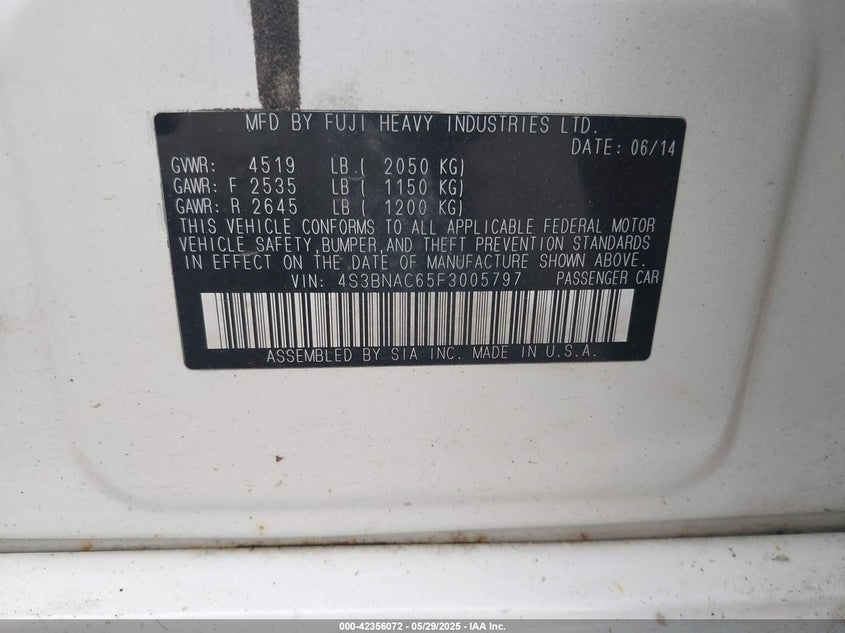 MFD BY FUJI HEAVY INDUSTRIES LTD.
DATE: 06/14
GVWR: 4519 LB ( 2050 KG)
GAWR: F 2535 LB ( 1150 KG)
GAWR: R 2645 LB ( 1200 KG)
THIS VEHICLE CONFORMS TO ALL APPLICABLE FEDERAL MOTOR
VEHICLE SAFETY,BUMPER,AND THEFT PREVENTION STANDARDS
IN EFFECT ON THE DATE OF MANUFACTURE SHOWN ABOVE.
VIN: 4S3BNAC65F3005797 PASSENGER CAR
ASSEMBLED BY SIA INC. MADE IN U.S.A.
000-42356072 — 05/29/2025 — IAA Inc.